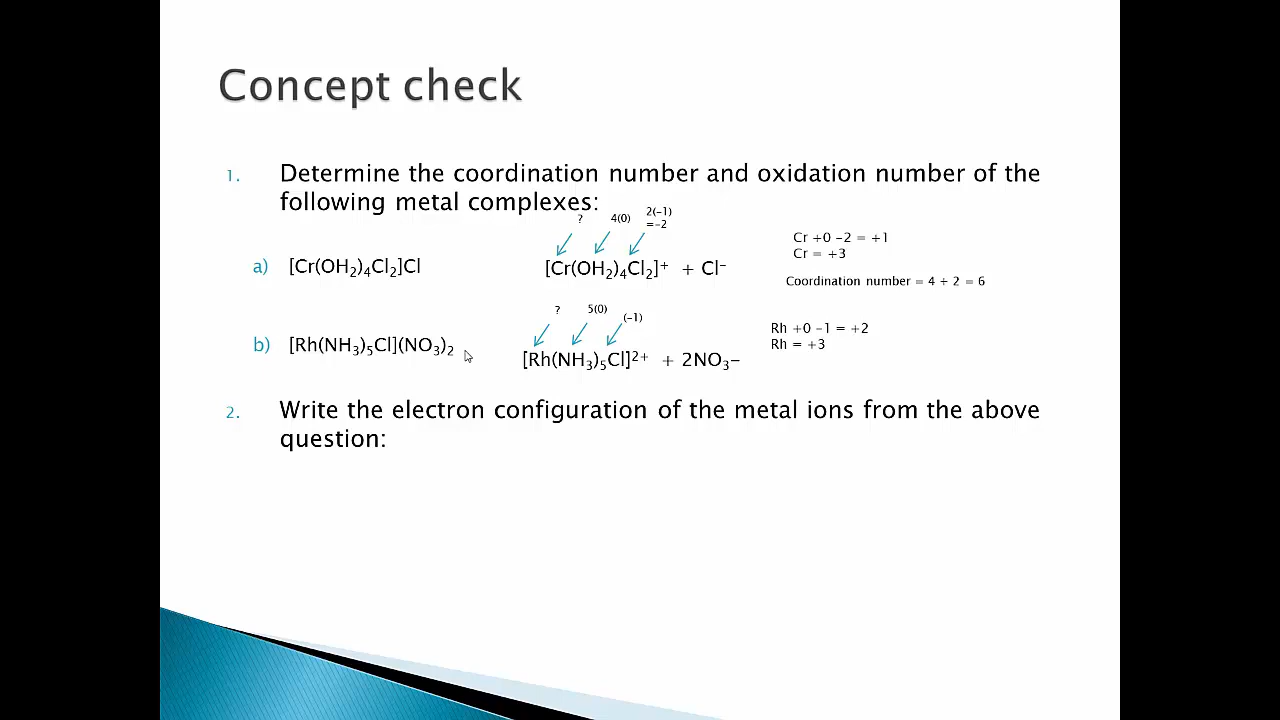 Concept check
1. Determine the coordination number and oxidation number of the
following metal complexes:
? 4(0) 2(-1)
=-2
a) [Cr(OH₂)₄Cl₂]Cl [Cr(OH₂)₄Cl₂]⁺ + Cl⁻
Cr +0 -2 = +1
Cr = +3
Coordination number = 4 + 2 = 6
? 5(0) (-1)
b) [Rh(NH₃)₅Cl](NO₃)₂ [Rh(NH₃)₅Cl]²⁺ + 2NO₃−
Rh +0 -1 = +2
Rh = +3
2. Write the electron configuration of the metal ions from the above
question: